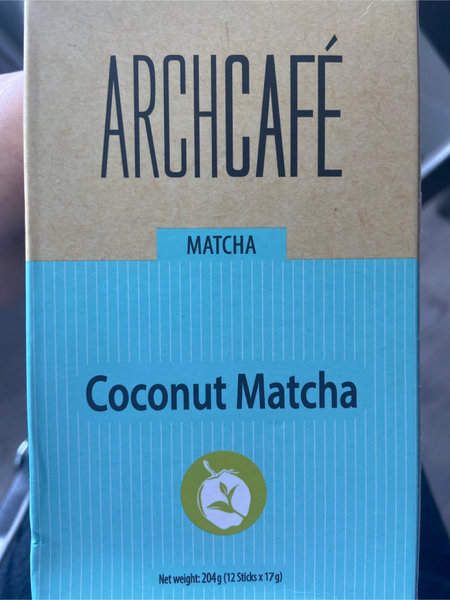 ARCHCAFÉ
MATCHA
Coconut Matcha
Net weight: 204g (12 Sticks x 17g)